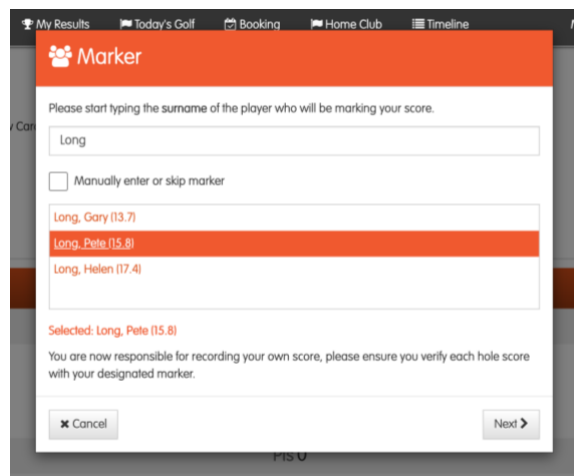 My Results Today's Golf Booking Home Club Timeline
Marker
Please start typing the surname of the player who will be marking your score.
Long
Manually enter or skip marker
Long, Gary (13.7)
Long, Pete (15.8)
Long, Helen (17.4)
Selected: Long, Pete (15.8)
You are now responsible for recording your own score, please ensure you verify each hole score
with your designated marker.
Cancel Next
Pts 0